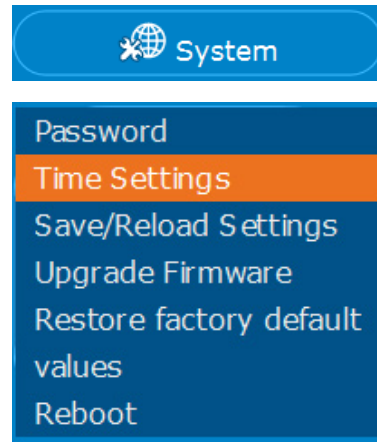 System
Password
Time Settings
Save/Reload Settings
Upgrade Firmware
Restore factory default
values
Reboot